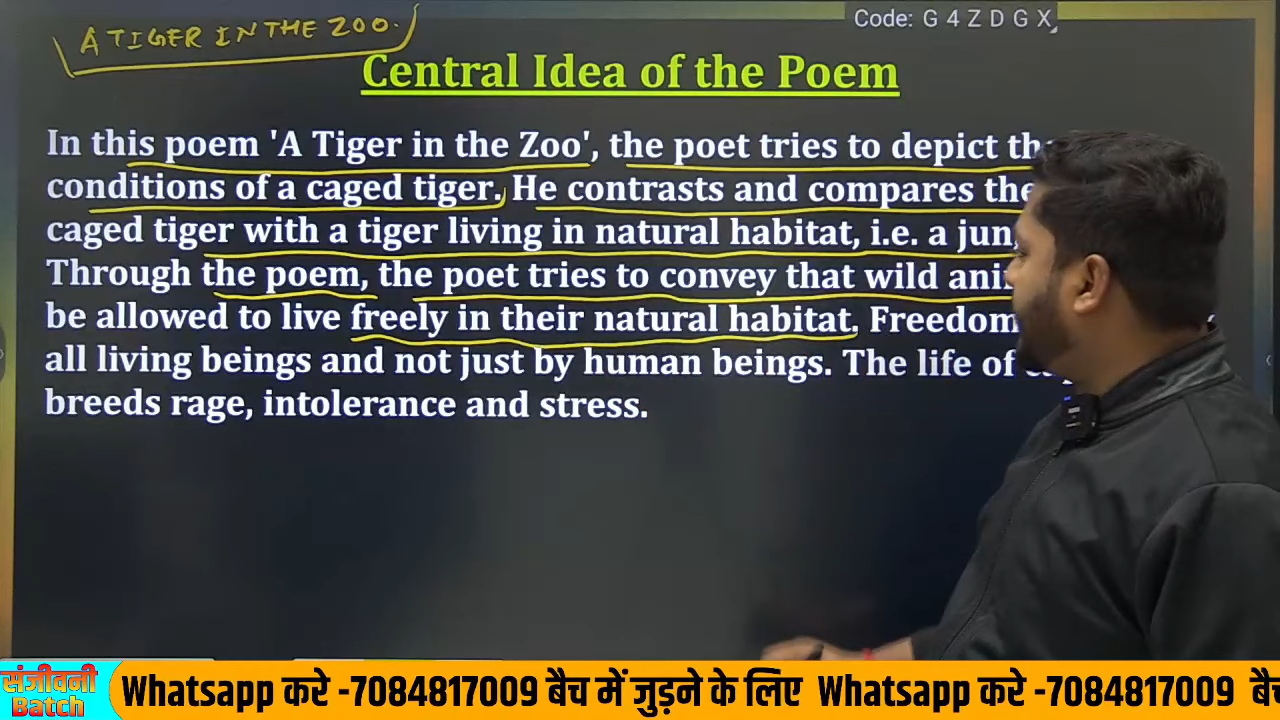 Code: G 4 Z D G X
A TIGER IN THE ZOO.
Central Idea of the Poem
In this poem 'A Tiger in the Zoo', the poet tries to depict
conditions of a caged tiger. He contrasts and compares the
caged tiger with a tiger living in natural habitat, i.e. a
Through the poem, the poet tries to convey that wild
be allowed to live freely in their natural habitat. Freedom
all living beings and not just by human beings. The life of
breeds rage, intolerance and stress.
संजीवनी
Batch
Whatsapp करे -7084817009 बैच में जुड़ने के लिए Whatsapp करे -7084817009